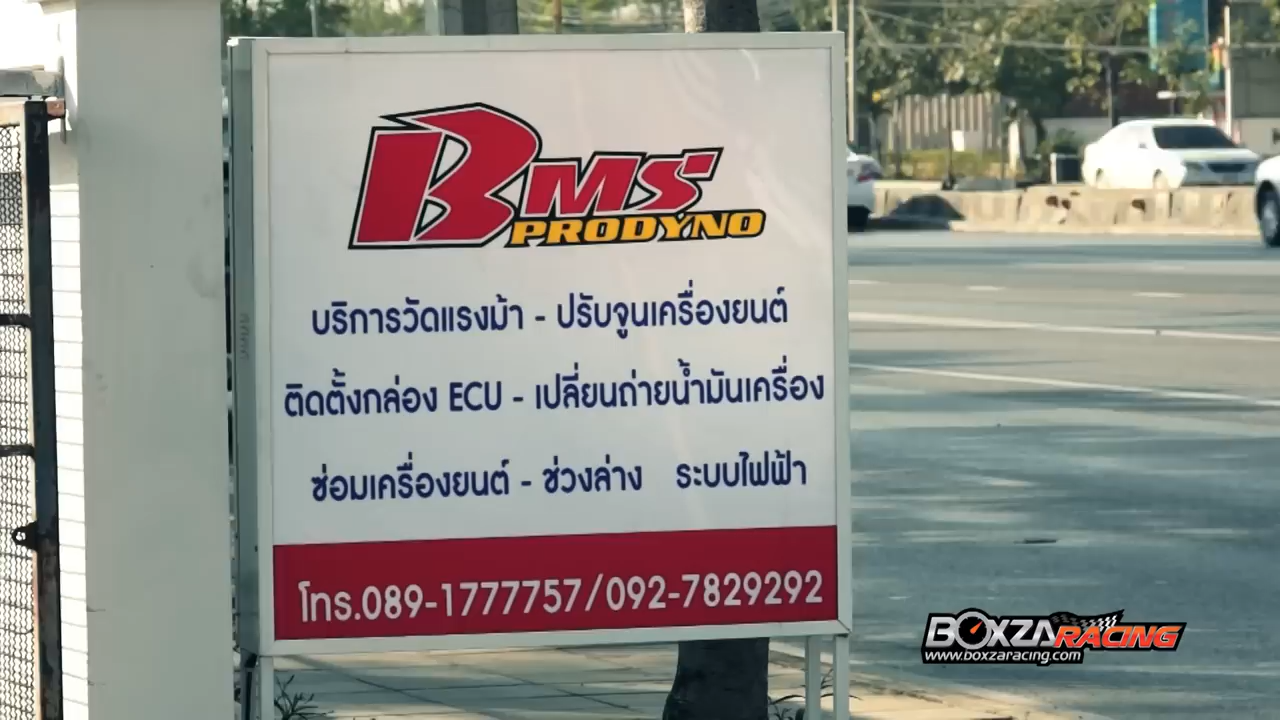 BMS
PRODYNO
บริการวัดแรงม้า - ปรับจูนเครื่องยนต์
ติดตั้งกล่อง ECU - เปลี่ยนถ่ายน้ำมันเครื่อง
ซ่อมเครื่องยนต์ - ช่วงล่าง ระบบไฟฟ้า
โทร.089-1777757/092-7829292
BOXZA RACING
www.boxzaracing.com